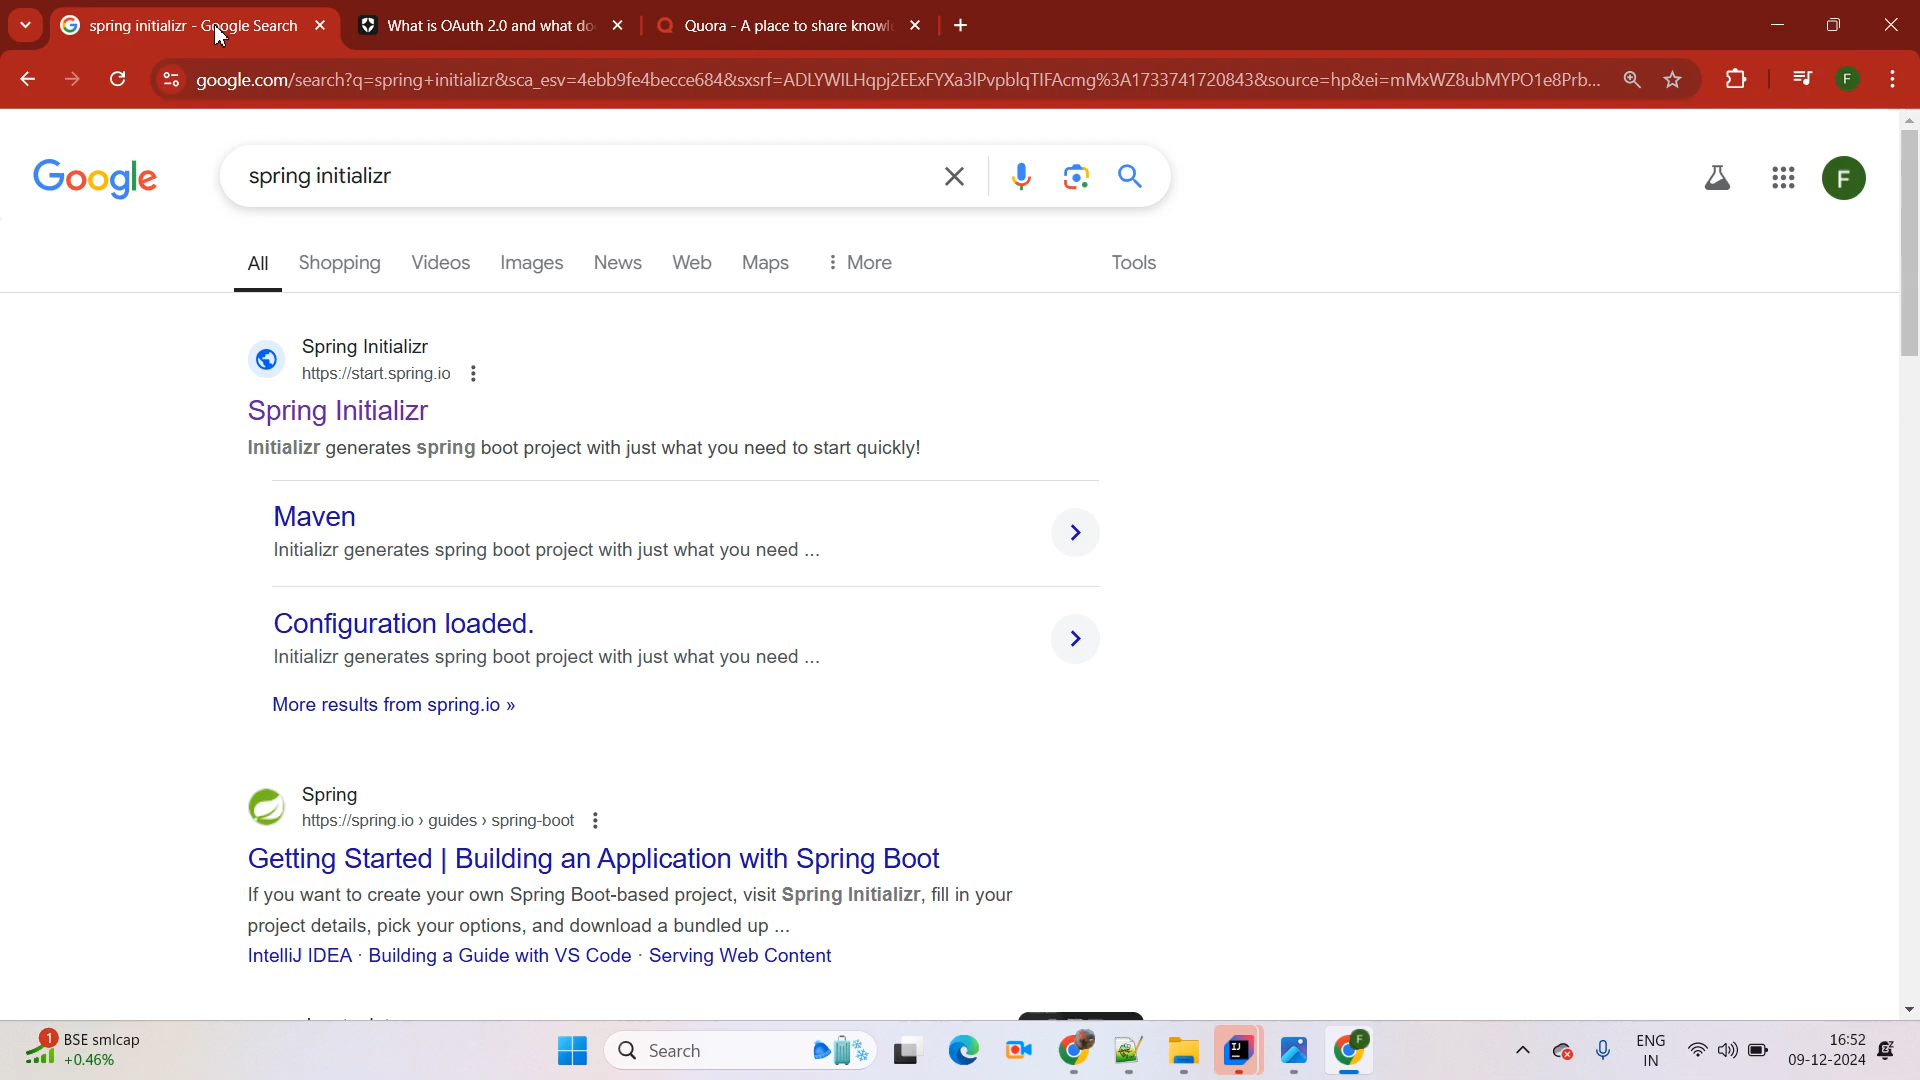 spring initializr - Google Search
What is OAuth 2.0 and what do
Quora - A place to share knowl
google.com/search?q=spring+initializr&sca_esv=4ebb9fe4becce684&sxsrf=ADLYWILHqpj2EExFYXa3lPvpblqTIFAcmg%3A1733741720843&source=hp&ei=mMxWZ8ubMYPO1e8Prb...
F
Google
spring initializr
F
All
Shopping
Videos
Images
News
Web
Maps
More
Tools
Spring Initializr
https://start.spring.io
Spring Initializr
Initializr generates spring boot project with just what you need to start quickly!
Maven
Initializr generates spring boot project with just what you need ...
Configuration loaded.
Initializr generates spring boot project with just what you need ...
More results from spring.io »
Spring
https://spring.io › guides › spring-boot
Getting Started | Building an Application with Spring Boot
If you want to create your own Spring Boot-based project, visit Spring Initializr, fill in your
project details, pick your options, and download a bundled up ...
IntelliJ IDEA · Building a Guide with VS Code · Serving Web Content
1
BSE smlcap
+0.46%
Search
IJ
F
ENG
IN
16:52
09-12-2024